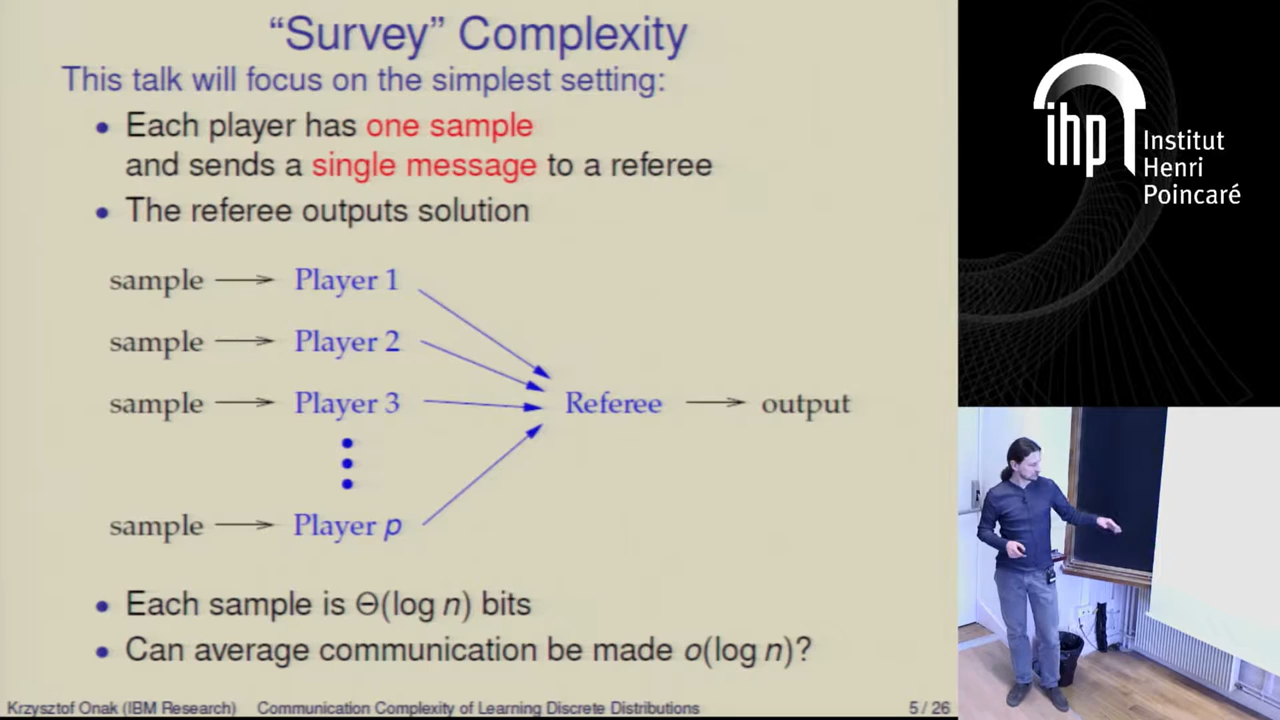 “Survey” Complexity
This talk will focus on the simplest setting:
• Each player has one sample
and sends a single message to a referee
• The referee outputs solution
sample → Player 1
sample → Player 2
sample → Player 3
Referee → output
sample → Player p
• Each sample is Θ(log n) bits
• Can average communication be made o(log n)?
Krzysztof Onak (IBM Research) Communication Complexity of Learning Discrete Distributions 5 / 26
ihp Institut
Henri
Poincaré